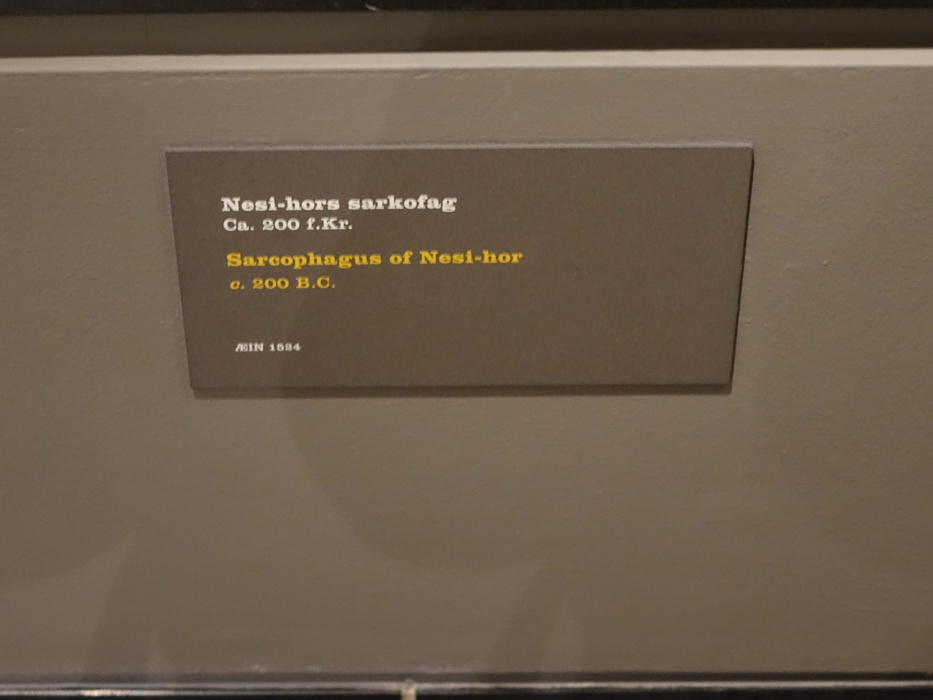 Nesi-hors sarkofag
Ca. 200 f.Kr.
Sarcophagus of Nesi-hor
c. 200 B.C.
ÆIN 1524